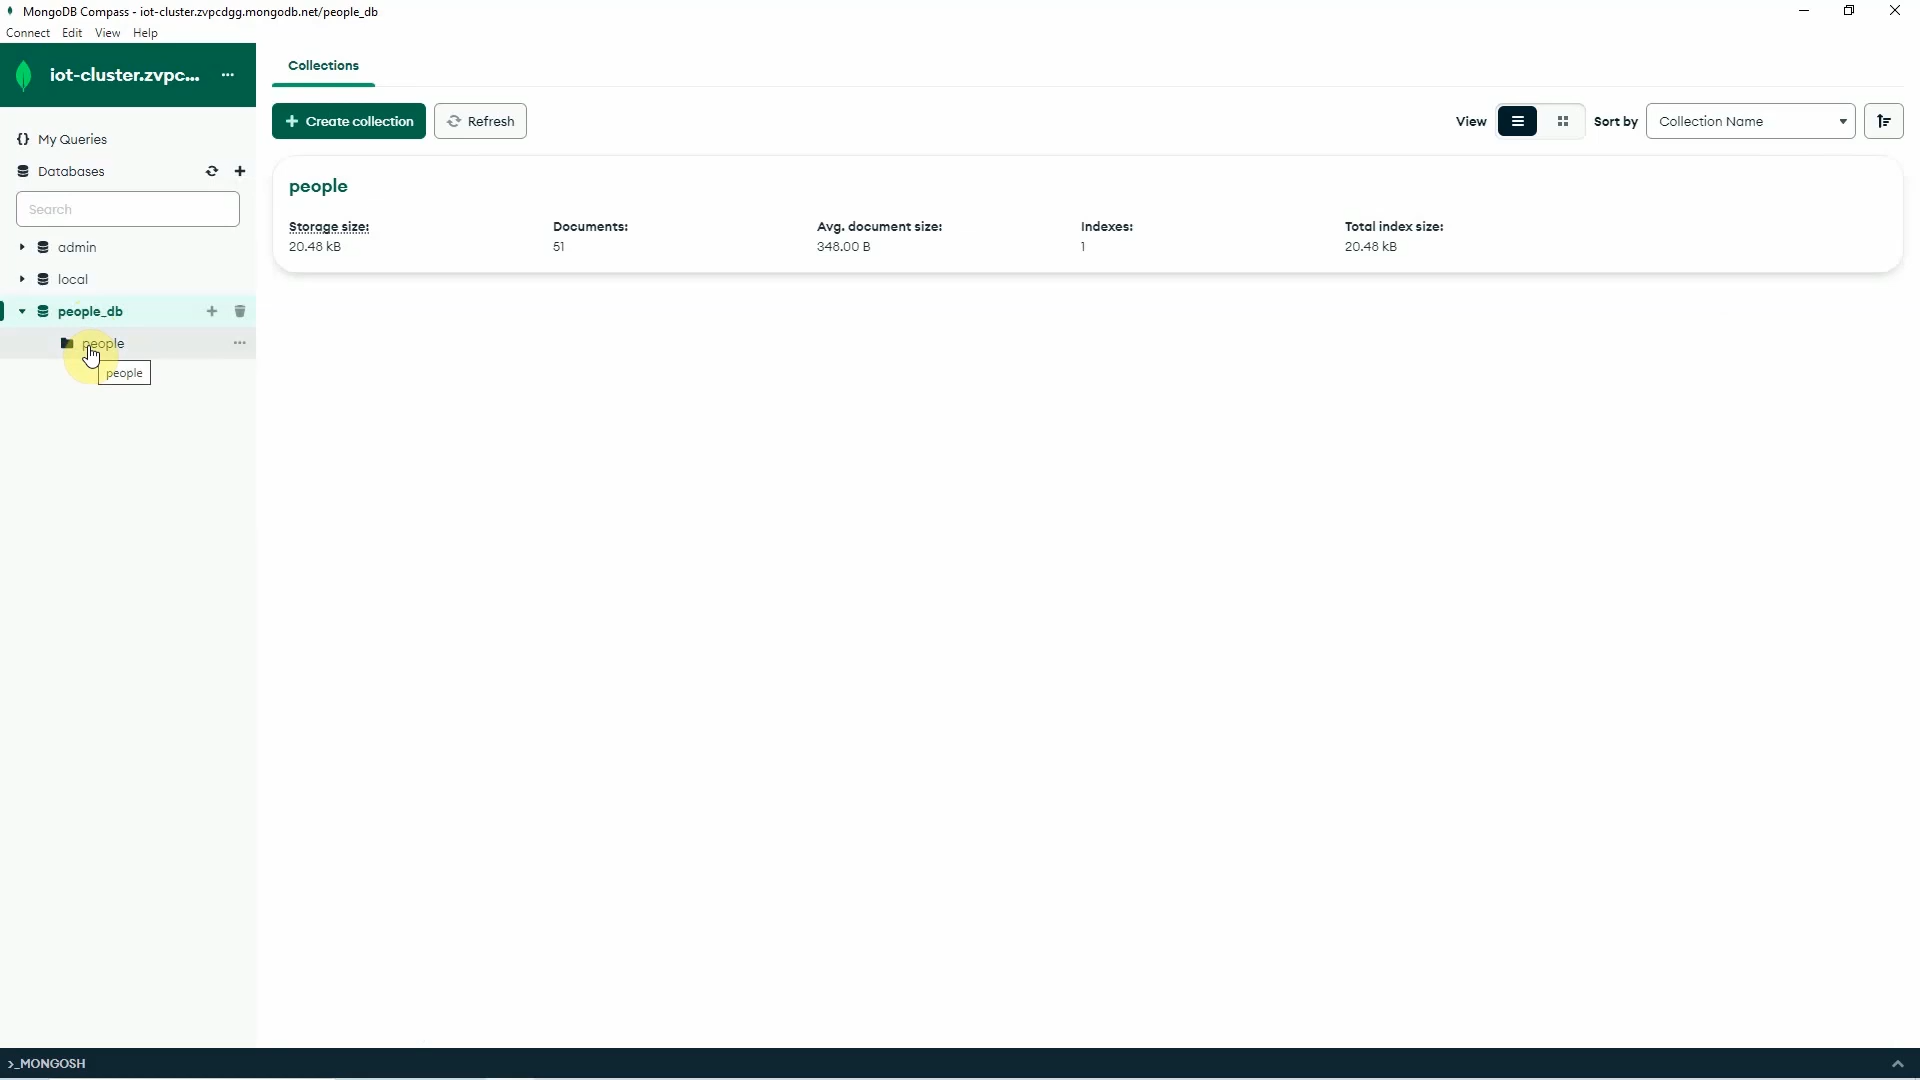 MongoDB Compass - iot-cluster.zvpcdgg.mongodb.net/people_db
Connect Edit View Help
iot-cluster.zvpc...
Collections
Create collection
Refresh
View
Sort by
Collection Name
{} My Queries
Databases
Search
admin
local
people_db
people
people
people
Storage size: Documents: Avg. document size: Indexes: Total index size:
20.48 kB 51 348.00 B 1 20.48 kB
>_MONGOSH